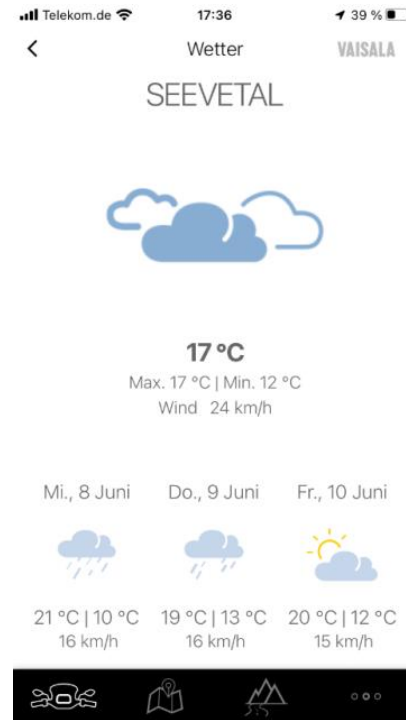 Telekom.de 17:36 39 %
Wetter VAISALA
SEEVETAL
17 °C
Max. 17 °C | Min. 12 °C
Wind 24 km/h
Mi., 8 Juni Do., 9 Juni Fr., 10 Juni
21 °C | 10 °C 19 °C | 13 °C 20 °C | 12 °C
16 km/h 16 km/h 15 km/h